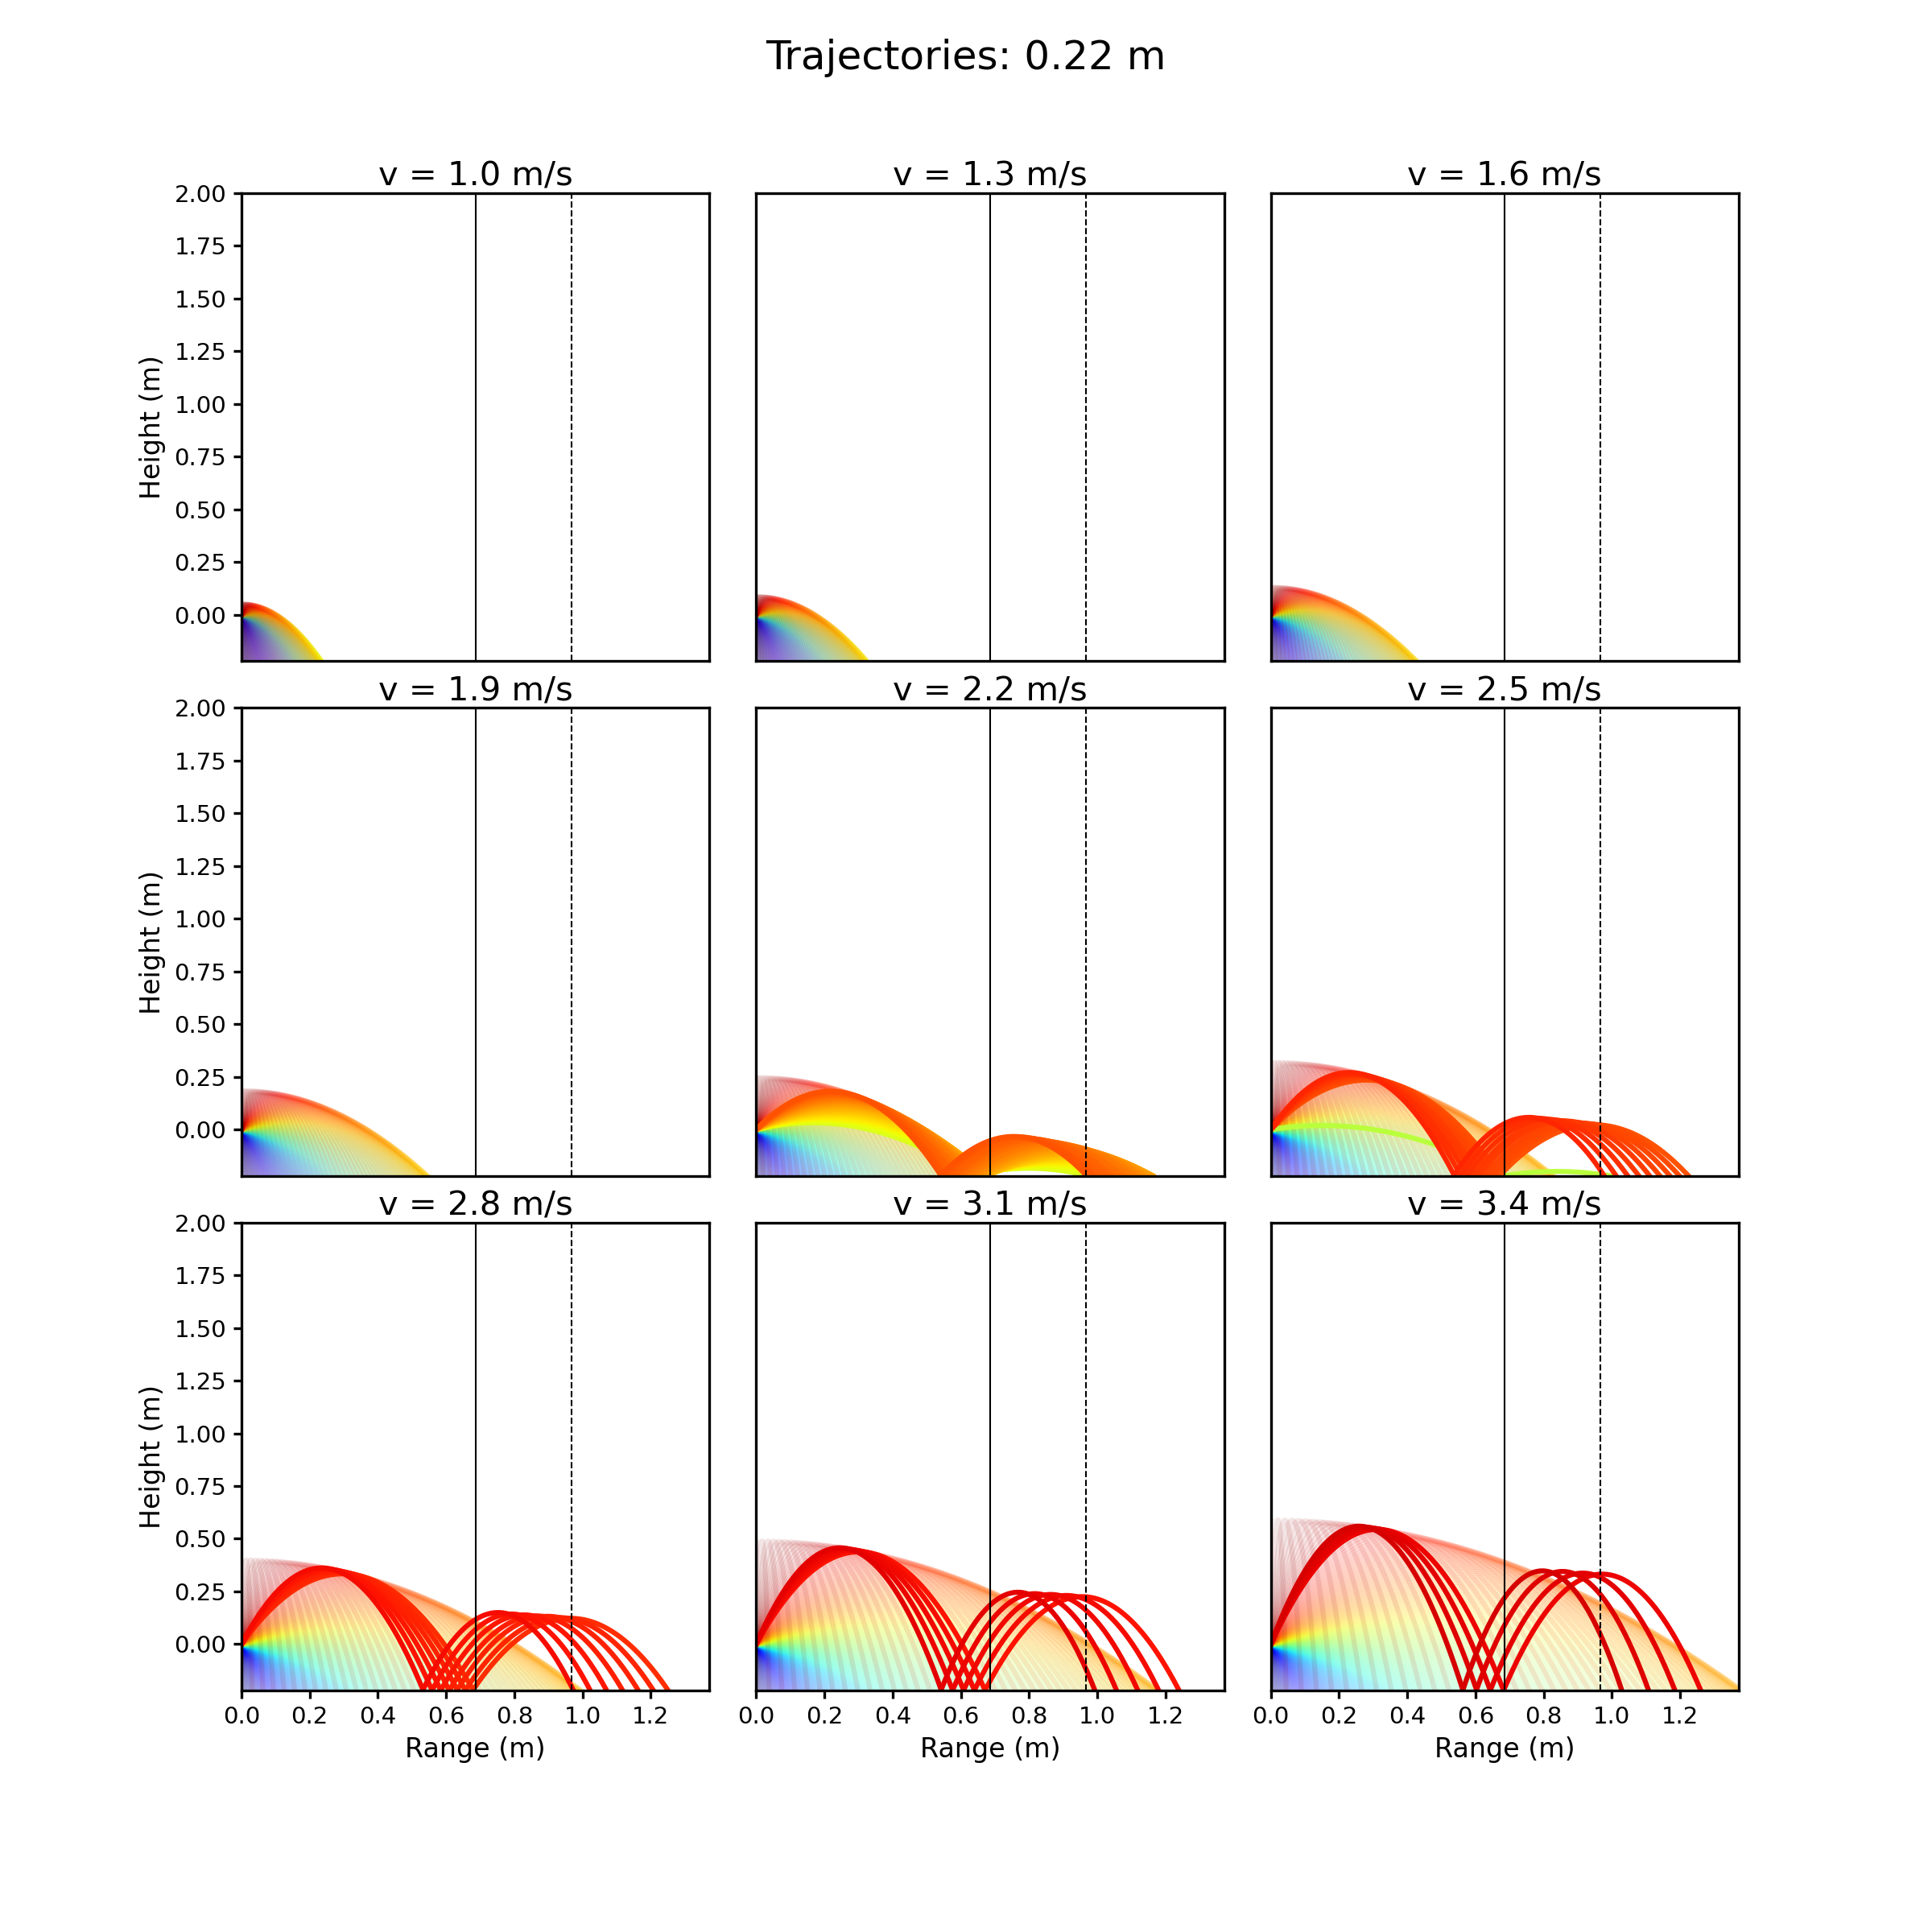 Trajectories: 0.22 m
v = 1.0 m/s
v = 1.3 m/s
v = 1.6 m/s
2.00
1.75
1.50
1.25
1.00
0.75
0.50
0.25
0.00
Height (m)
v = 1.9 m/s
v = 2.2 m/s
v = 2.5 m/s
2.00
1.75
1.50
1.25
1.00
0.75
0.50
0.25
0.00
Height (m)
v = 2.8 m/s
v = 3.1 m/s
v = 3.4 m/s
2.00
1.75
1.50
1.25
1.00
0.75
0.50
0.25
0.00
Height (m)
0.0 0.2 0.4 0.6 0.8 1.0 1.2
0.0 0.2 0.4 0.6 0.8 1.0 1.2
0.0 0.2 0.4 0.6 0.8 1.0 1.2
Range (m)
Range (m)
Range (m)